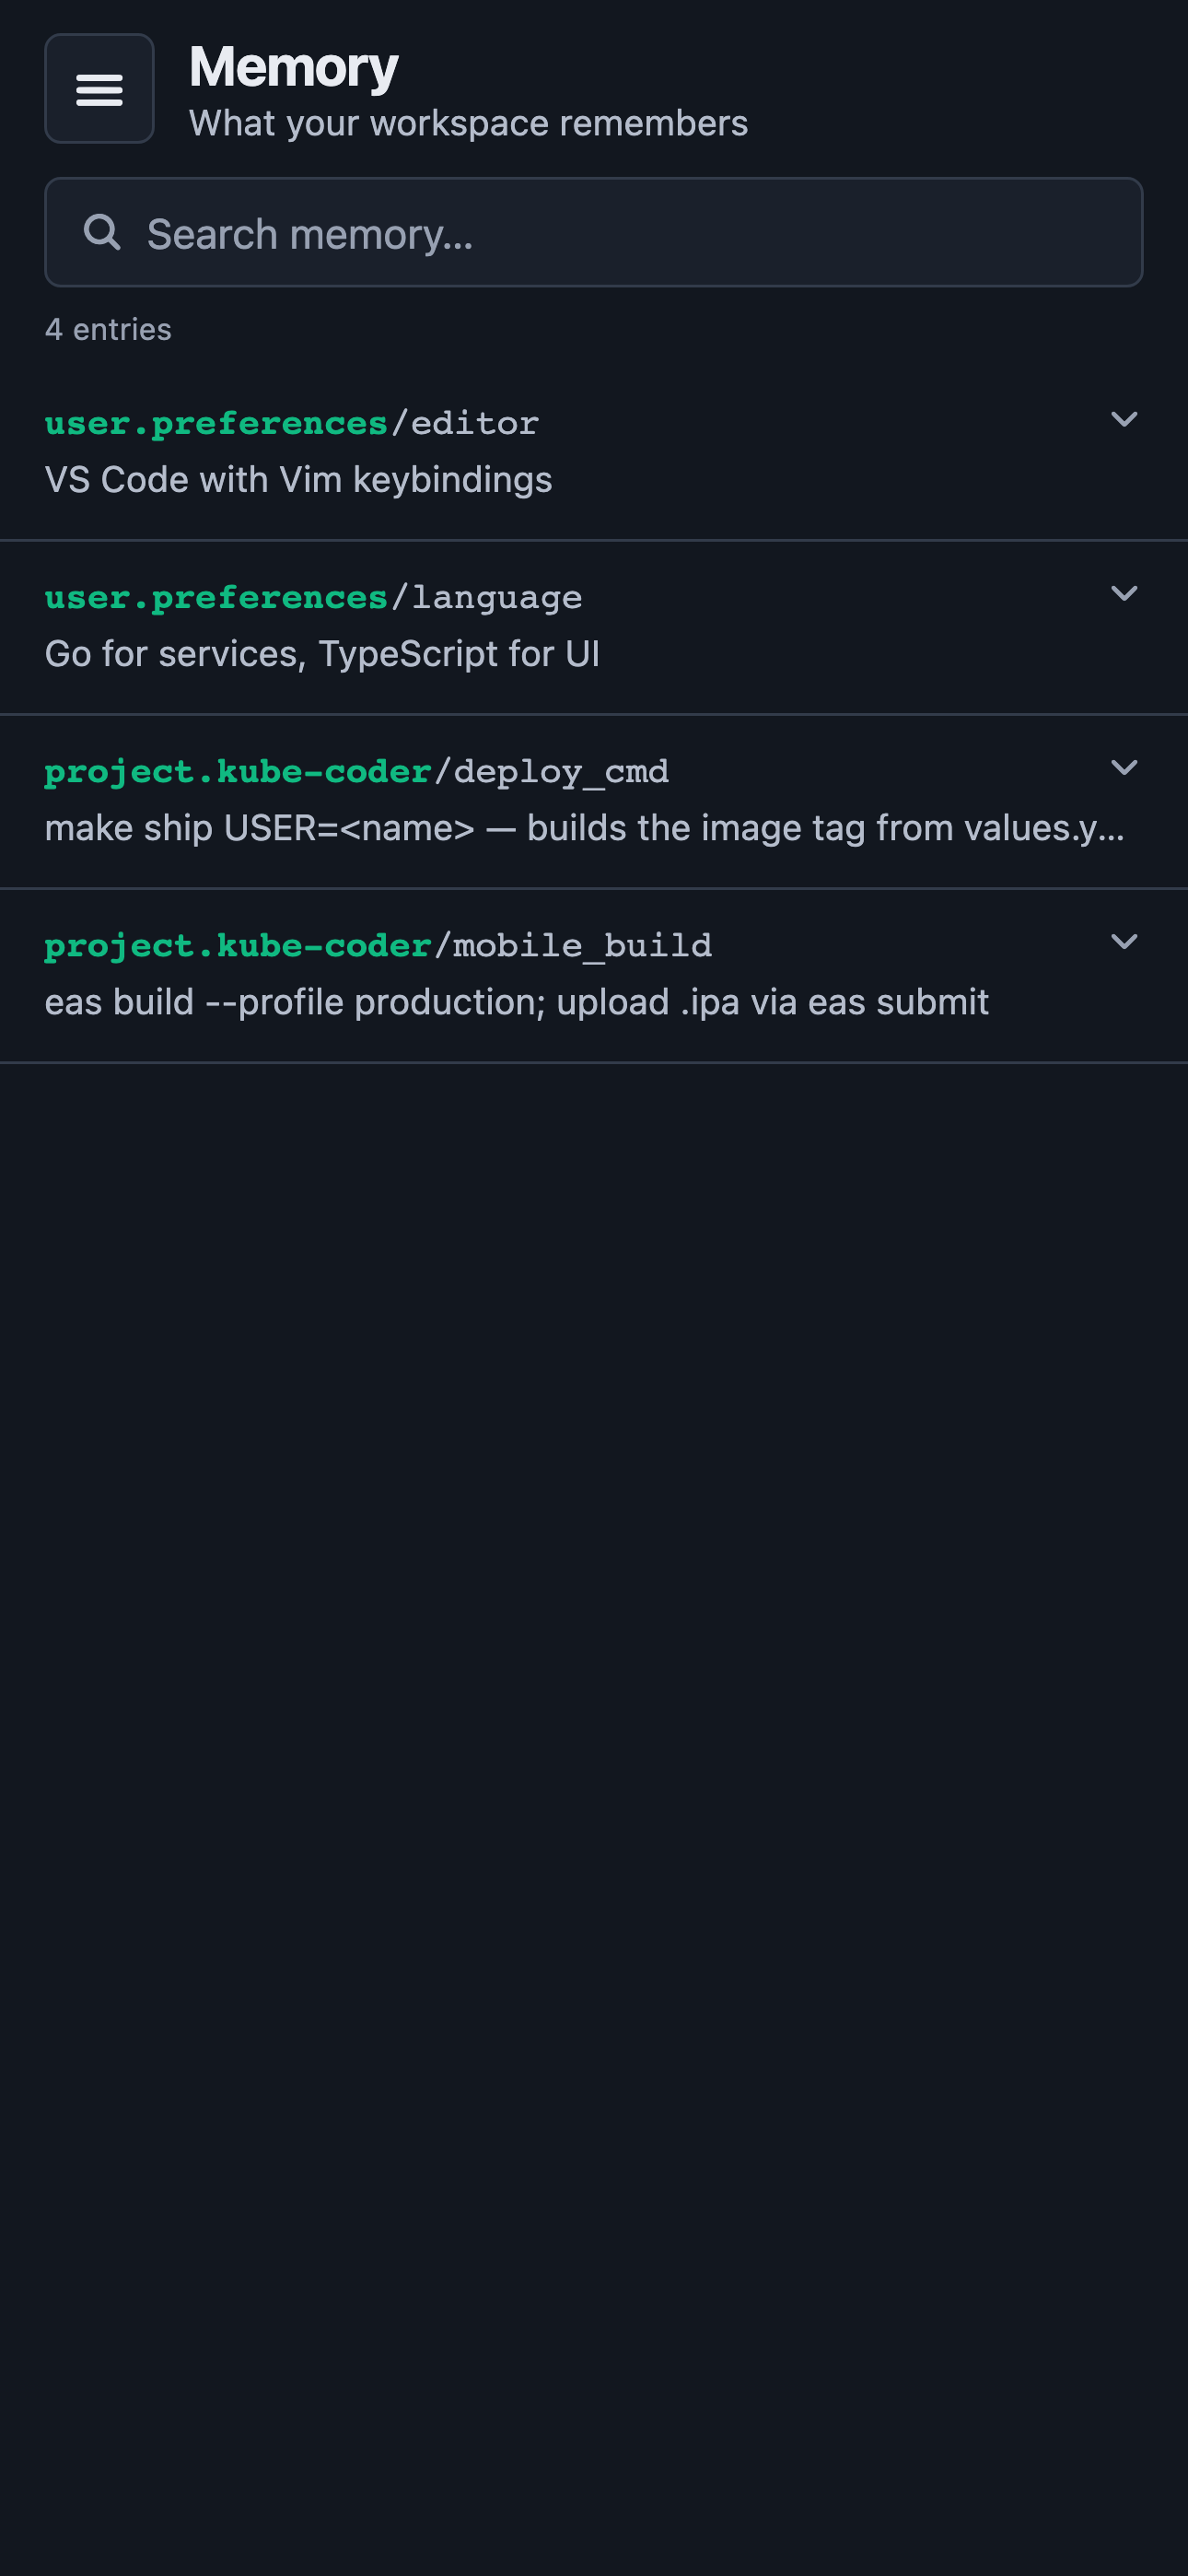 Memory
What your workspace remembers
Search memory...
4 entries
user.preferences/editor
VS Code with Vim keybindings
user.preferences/language
Go for services, TypeScript for UI
project.kube-coder/deploy_cmd
make ship USER=<name> — builds the image tag from values.y...
project.kube-coder/mobile_build
eas build --profile production; upload .ipa via eas submit